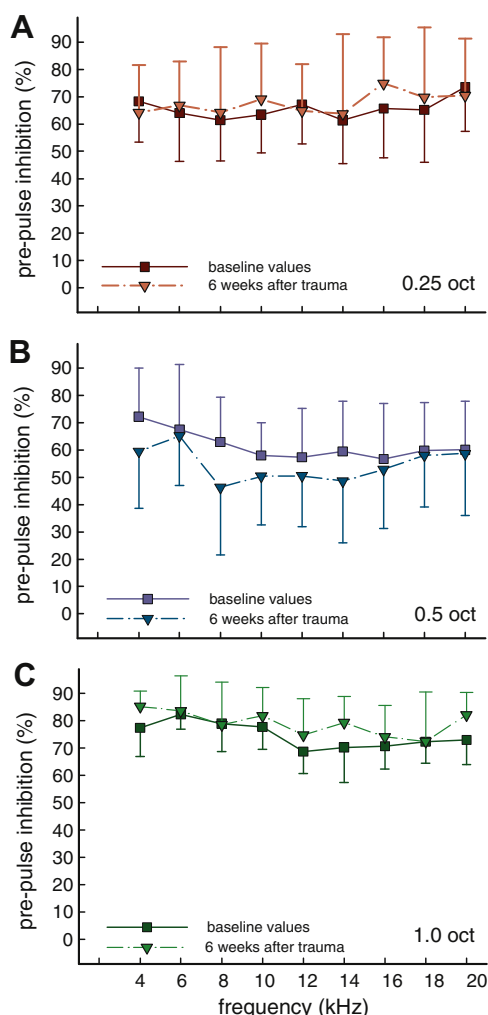 A
pre-pulse inhibition (%)
90
80
70
60
50
40
30
20
10
0
baseline values
6 weeks after trauma
0.25 oct
B
pre-pulse inhibition (%)
90
80
70
60
50
40
30
20
10
0
baseline values
6 weeks after trauma
0.5 oct
C
pre-pulse inhibition (%)
90
80
70
60
50
40
30
20
10
0
baseline values
6 weeks after trauma
1.0 oct
4 6 8 10 12 14 16 18 20
frequency (kHz)